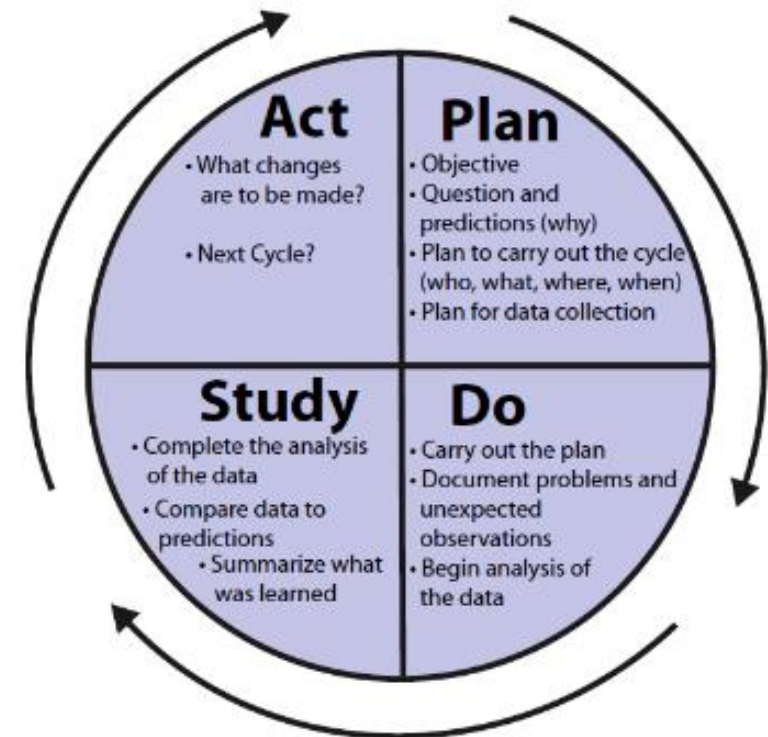 Act
• What changes
are to be made?
• Next Cycle?
Plan
• Objective
• Question and
predictions (why)
• Plan to carry out the cycle
(who, what, where, when)
• Plan for data collection
Study
• Complete the analysis
of the data
• Compare data to
predictions
• Summarize what
was learned
Do
• Carry out the plan
• Document problems and
unexpected
observations
• Begin analysis of
the data